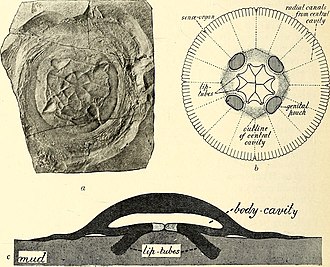 sense-organ
radial canals
from central
cavity
lip-
tubes
genital
pouch
outline
of central
cavity
a
b
body-cavity
lip-tubes
c
mud